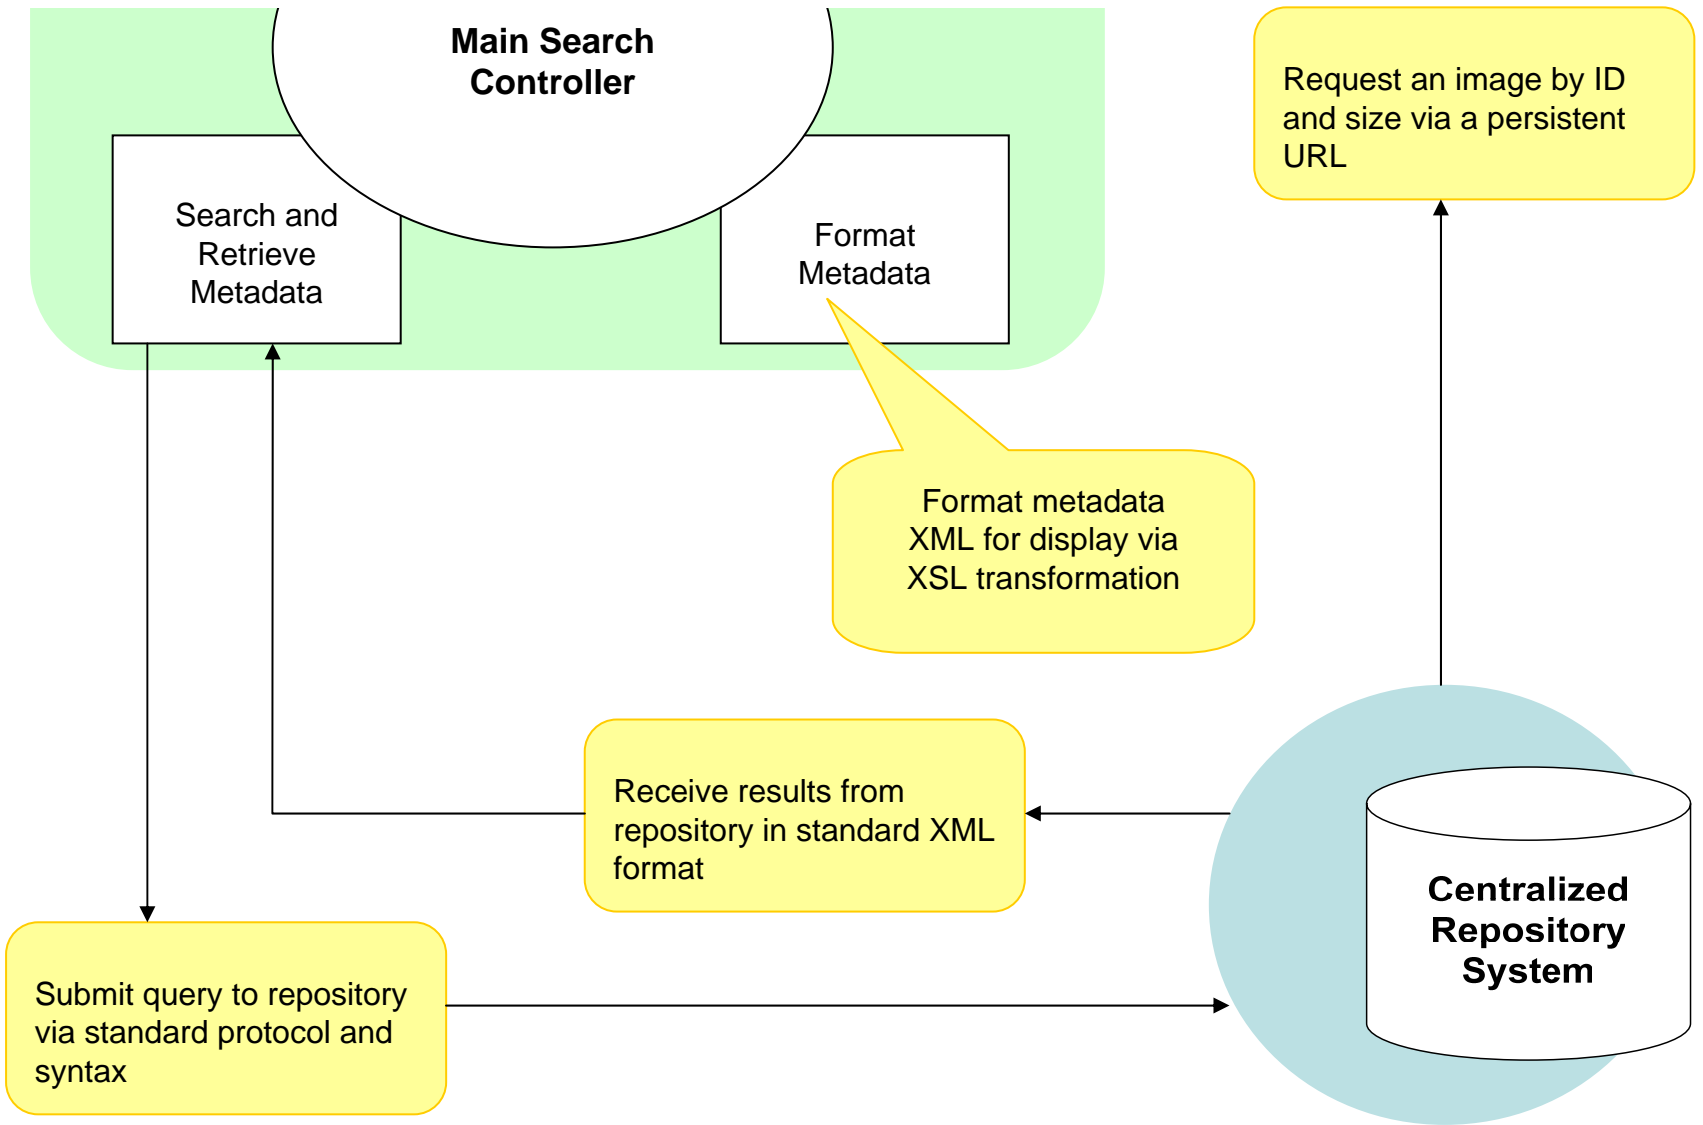 Main Search
Controller
Request an image by ID
and size via a persistent
URL
Search and
Retrieve
Metadata
Format
Metadata
Format metadata
XML for display via
XSL transformation
Receive results from
repository in standard XML
format
Centralized
Repository
System
Submit query to repository
via standard protocol and
syntax